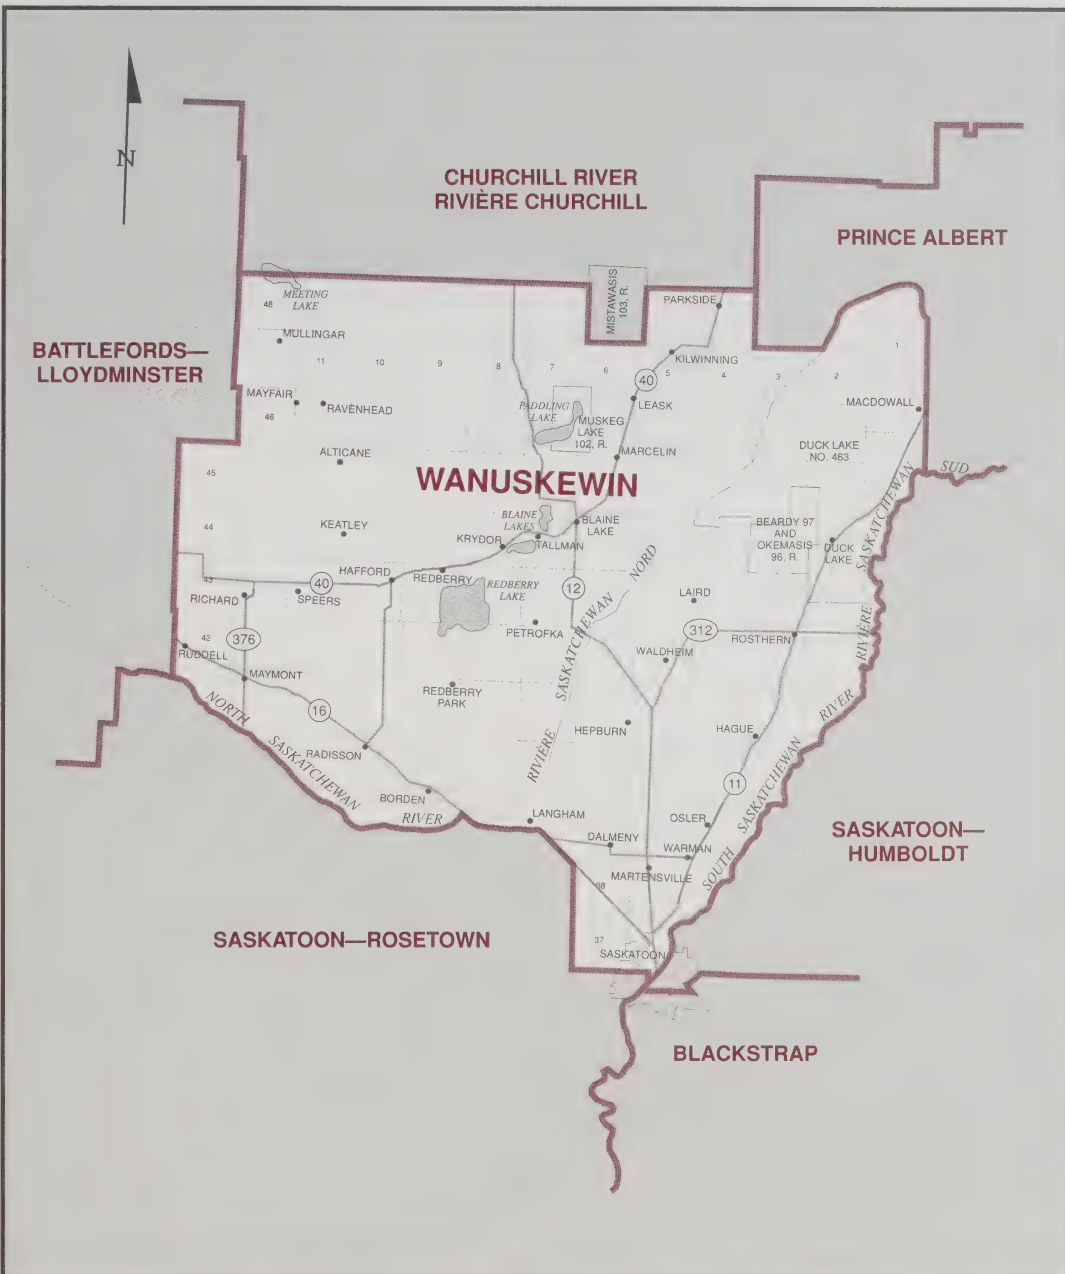 N
CHURCHILL RIVER
RIVIÈRE CHURCHILL
PRINCE ALBERT
MISTAWASIS
103, R.
PARKSIDE
MEETING
LAKE
48
MULLINGAR
BATTLEFORDS—
LLOYDMINSTER
1
11
10
9
8
7
6
5
4
3
2
KILWINNING
40
MAYFAIR
RAVENHEAD
46
PADDLING
LAKE
LEASK
MACDOWALL
MUSKEG
LAKE
102, R.
DUCK LAKE
NO. 463
ALTICANE
MARCELIN
45
WANUSKEWIN
RIVIÈRE SASKATCHEWAN SUD
44
KEATLEY
BLAINE
LAKES
BLAINE
LAKE
KRYDOR
TALLMAN
BEARDY 97
AND
OKEMASIS
96, R.
DUCK
LAKE
HAFFORD
REDBERRY
43
40
RICHARD
SPEERS
REDBERRY
LAKE
12
RIVIÈRE SASKATCHEWAN NORD
LAIRD
42
376
PETROFKA
312
ROSTHERN
RUDDELL
WALDHEIM
MAYMONT
REDBERRY
PARK
16
NORTH SASKATCHEWAN RIVER
HEPBURN
HAGUE
RADISSON
11
SOUTH SASKATCHEWAN RIVER
BORDEN
LANGHAM
OSLER
DALMENY
WARMAN
MARTENSVILLE
SASKATOON—
HUMBOLDT
38
SASKATOON—ROSETOWN
37
SASKATOON
BLACKSTRAP